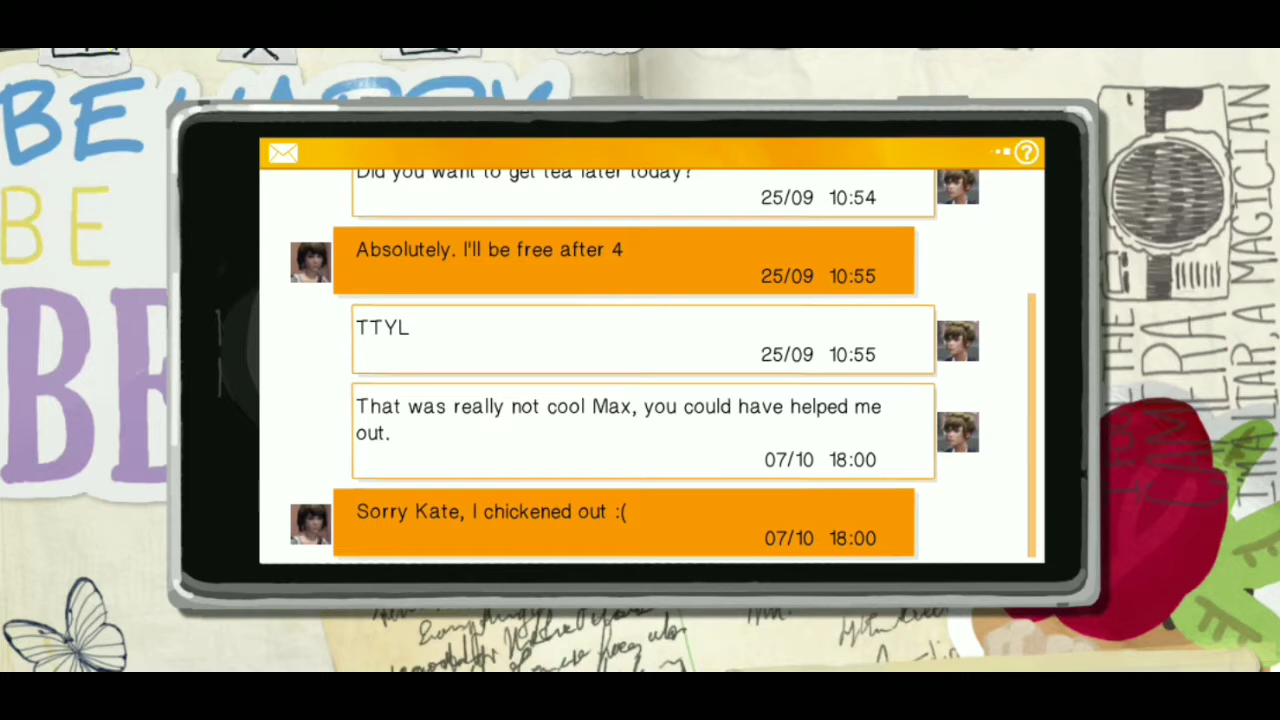 BE HAPPY
BE
BE
Did you want to get tea later today?
25/09 10:54
Absolutely. I'll be free after 4
25/09 10:55
TTYL
25/09 10:55
That was really not cool Max, you could have helped me
out.
07/10 18:00
Sorry Kate, I chickened out :(
07/10 18:00
?
THE
LIAR, A MAGICIAN